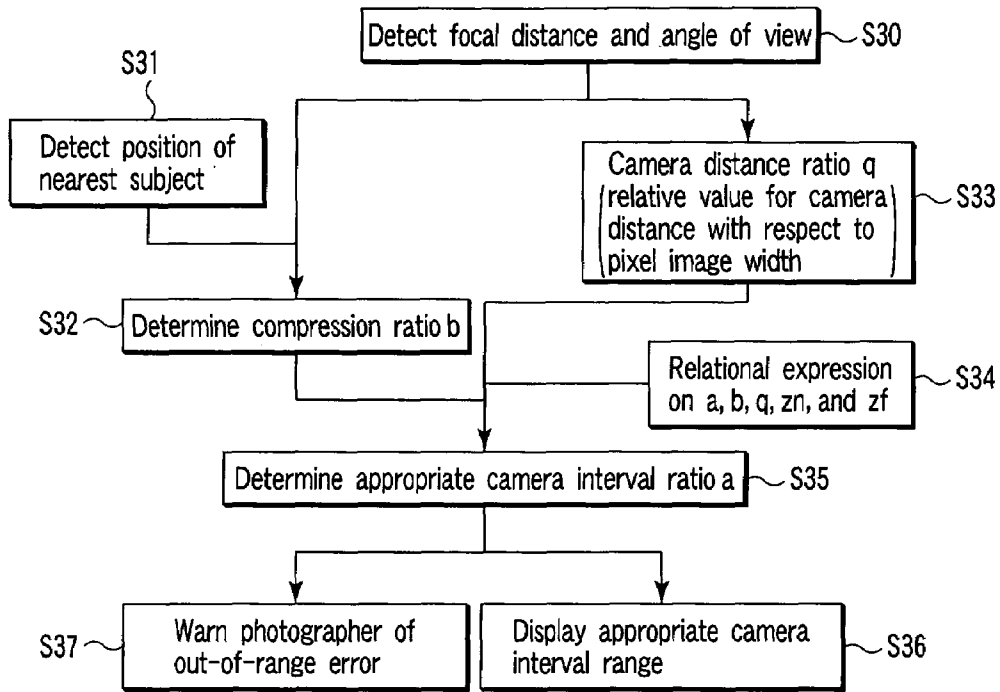 Detect focal distance and angle of view
S30
S31
Detect position of
nearest subject
Camera distance ratio q
(relative value for camera
distance with respect to
pixel image width)
S33
S32
Determine compression ratio b
Relational expression
on a, b, q, zn, and zf
S34
Determine appropriate camera interval ratio a
S35
S37
Warn photographer of
out-of-range error
Display appropriate camera
interval range
S36